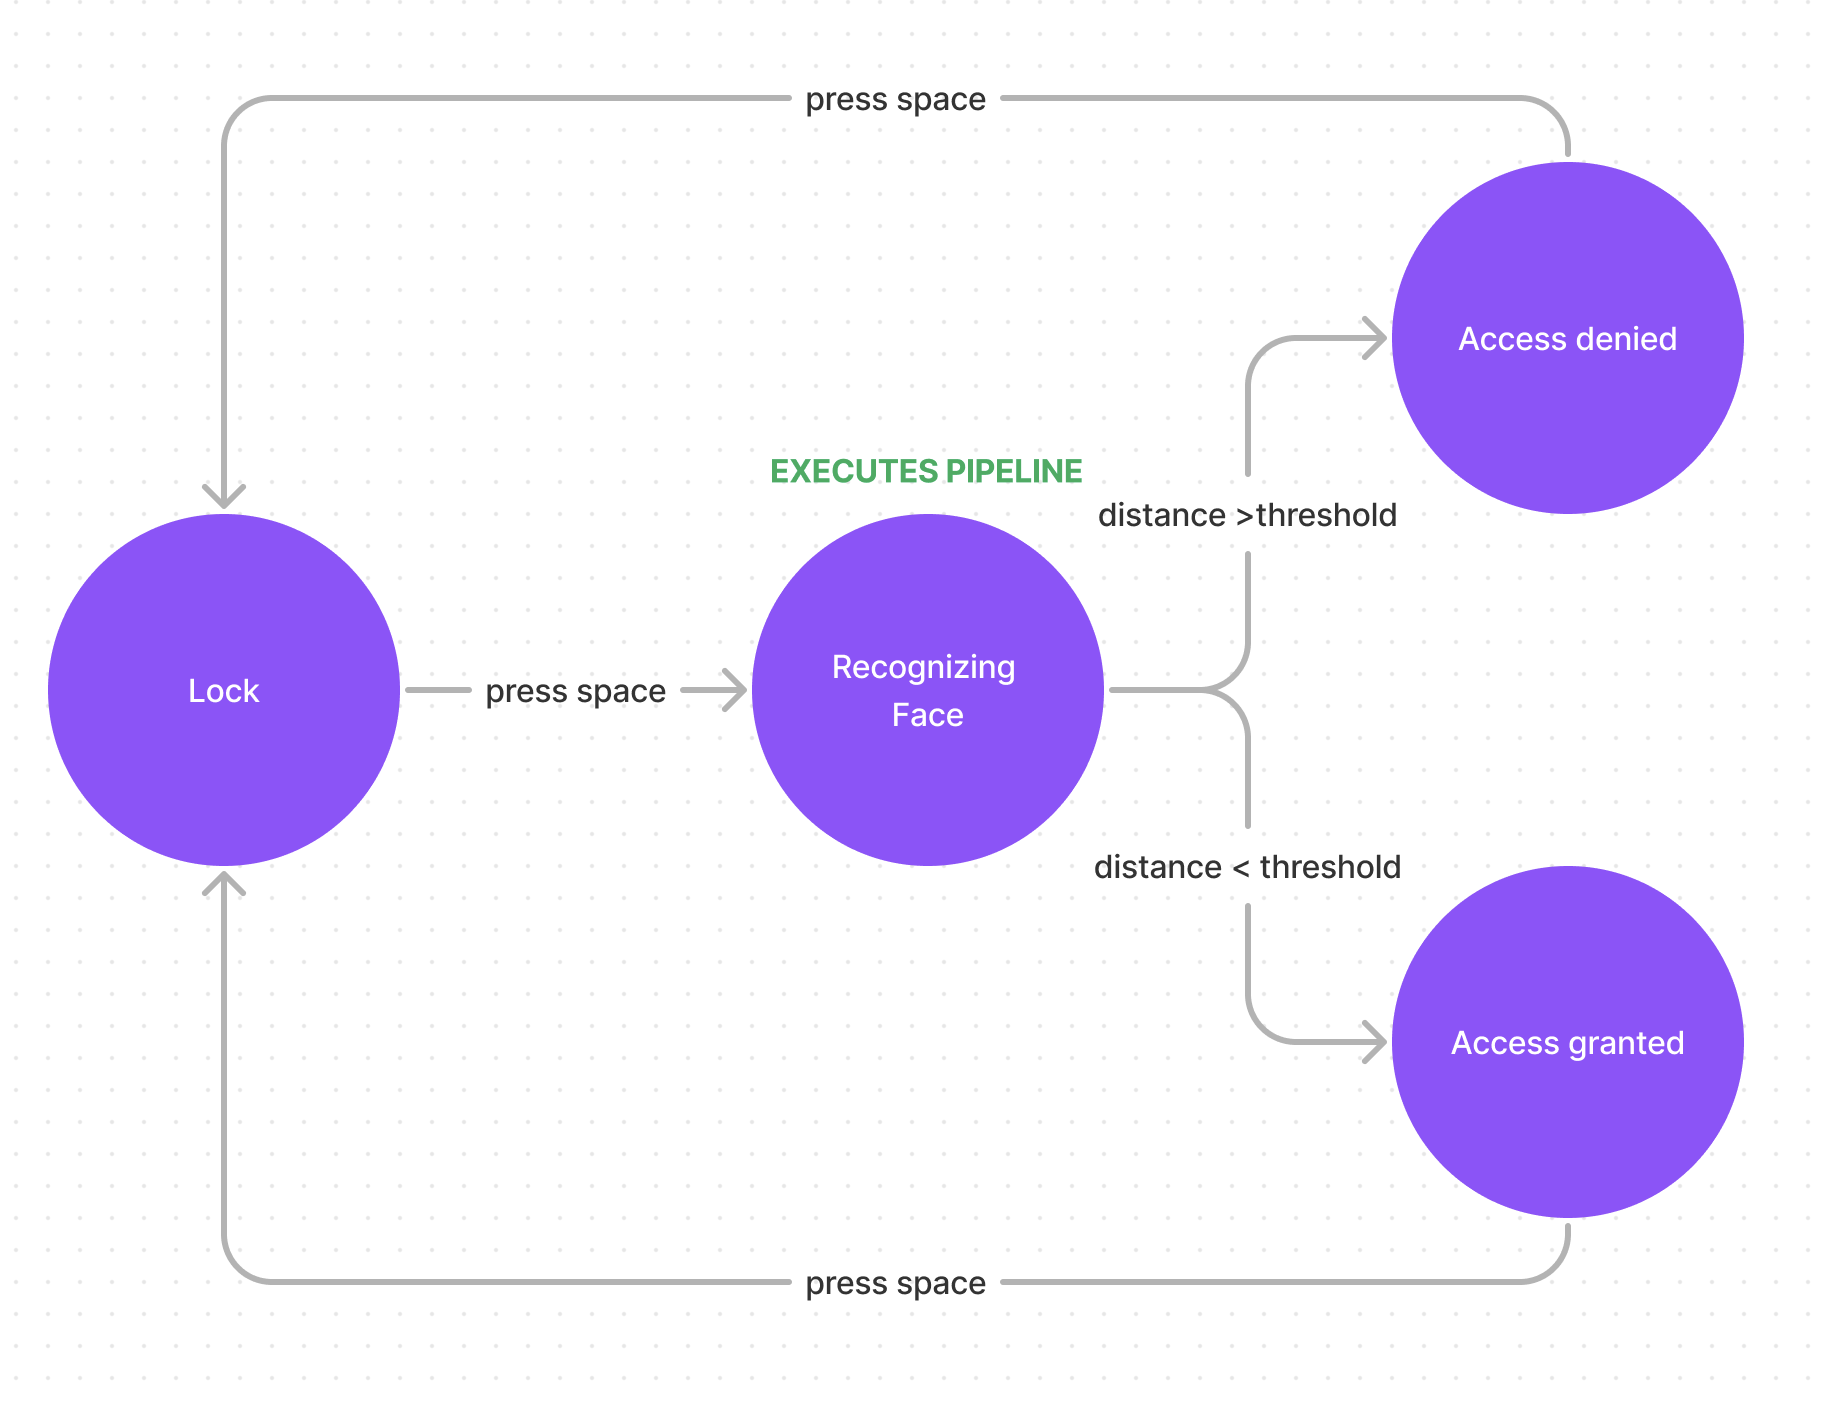 press space
Access denied
EXECUTES PIPELINE
distance >threshold
Lock
press space
Recognizing
Face
distance < threshold
Access granted
press space